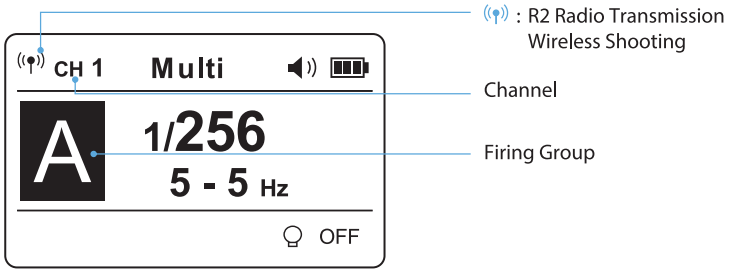 : R2 Radio Transmission
Wireless Shooting
CH 1 Multi
Channel
A
1/256
Firing Group
5 - 5 Hz
OFF